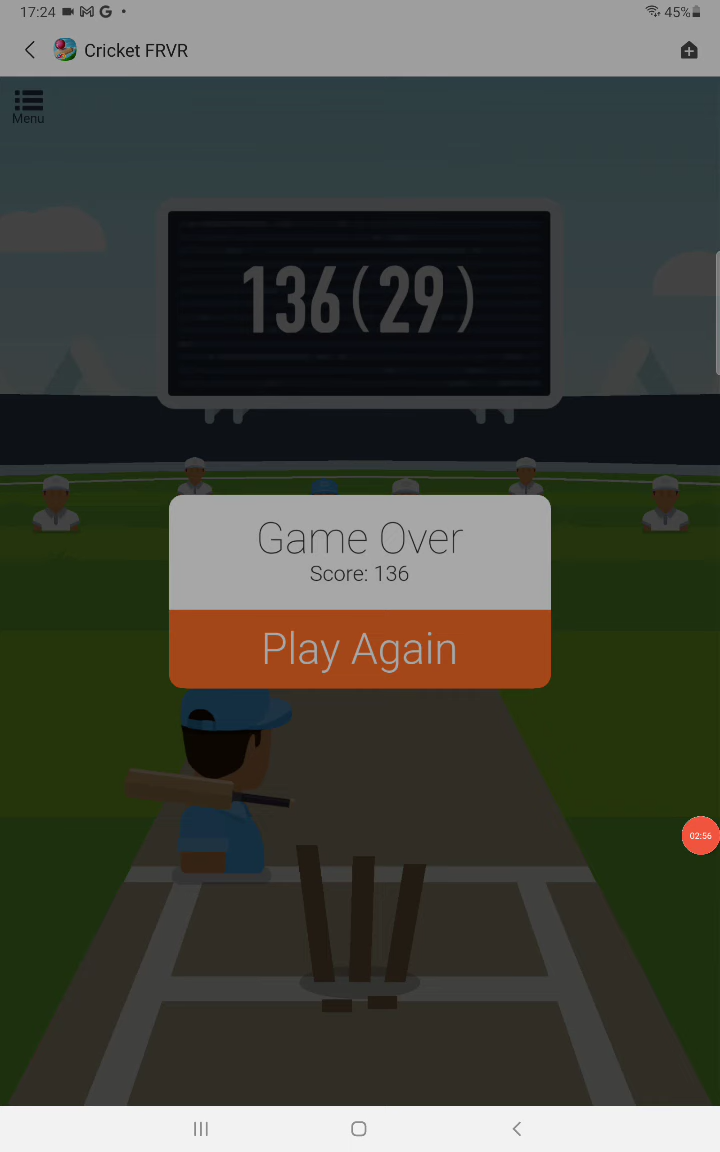 17:24
45%
Cricket FRVR
Menu
136(29)
Game Over
Score: 136
Play Again
02:56